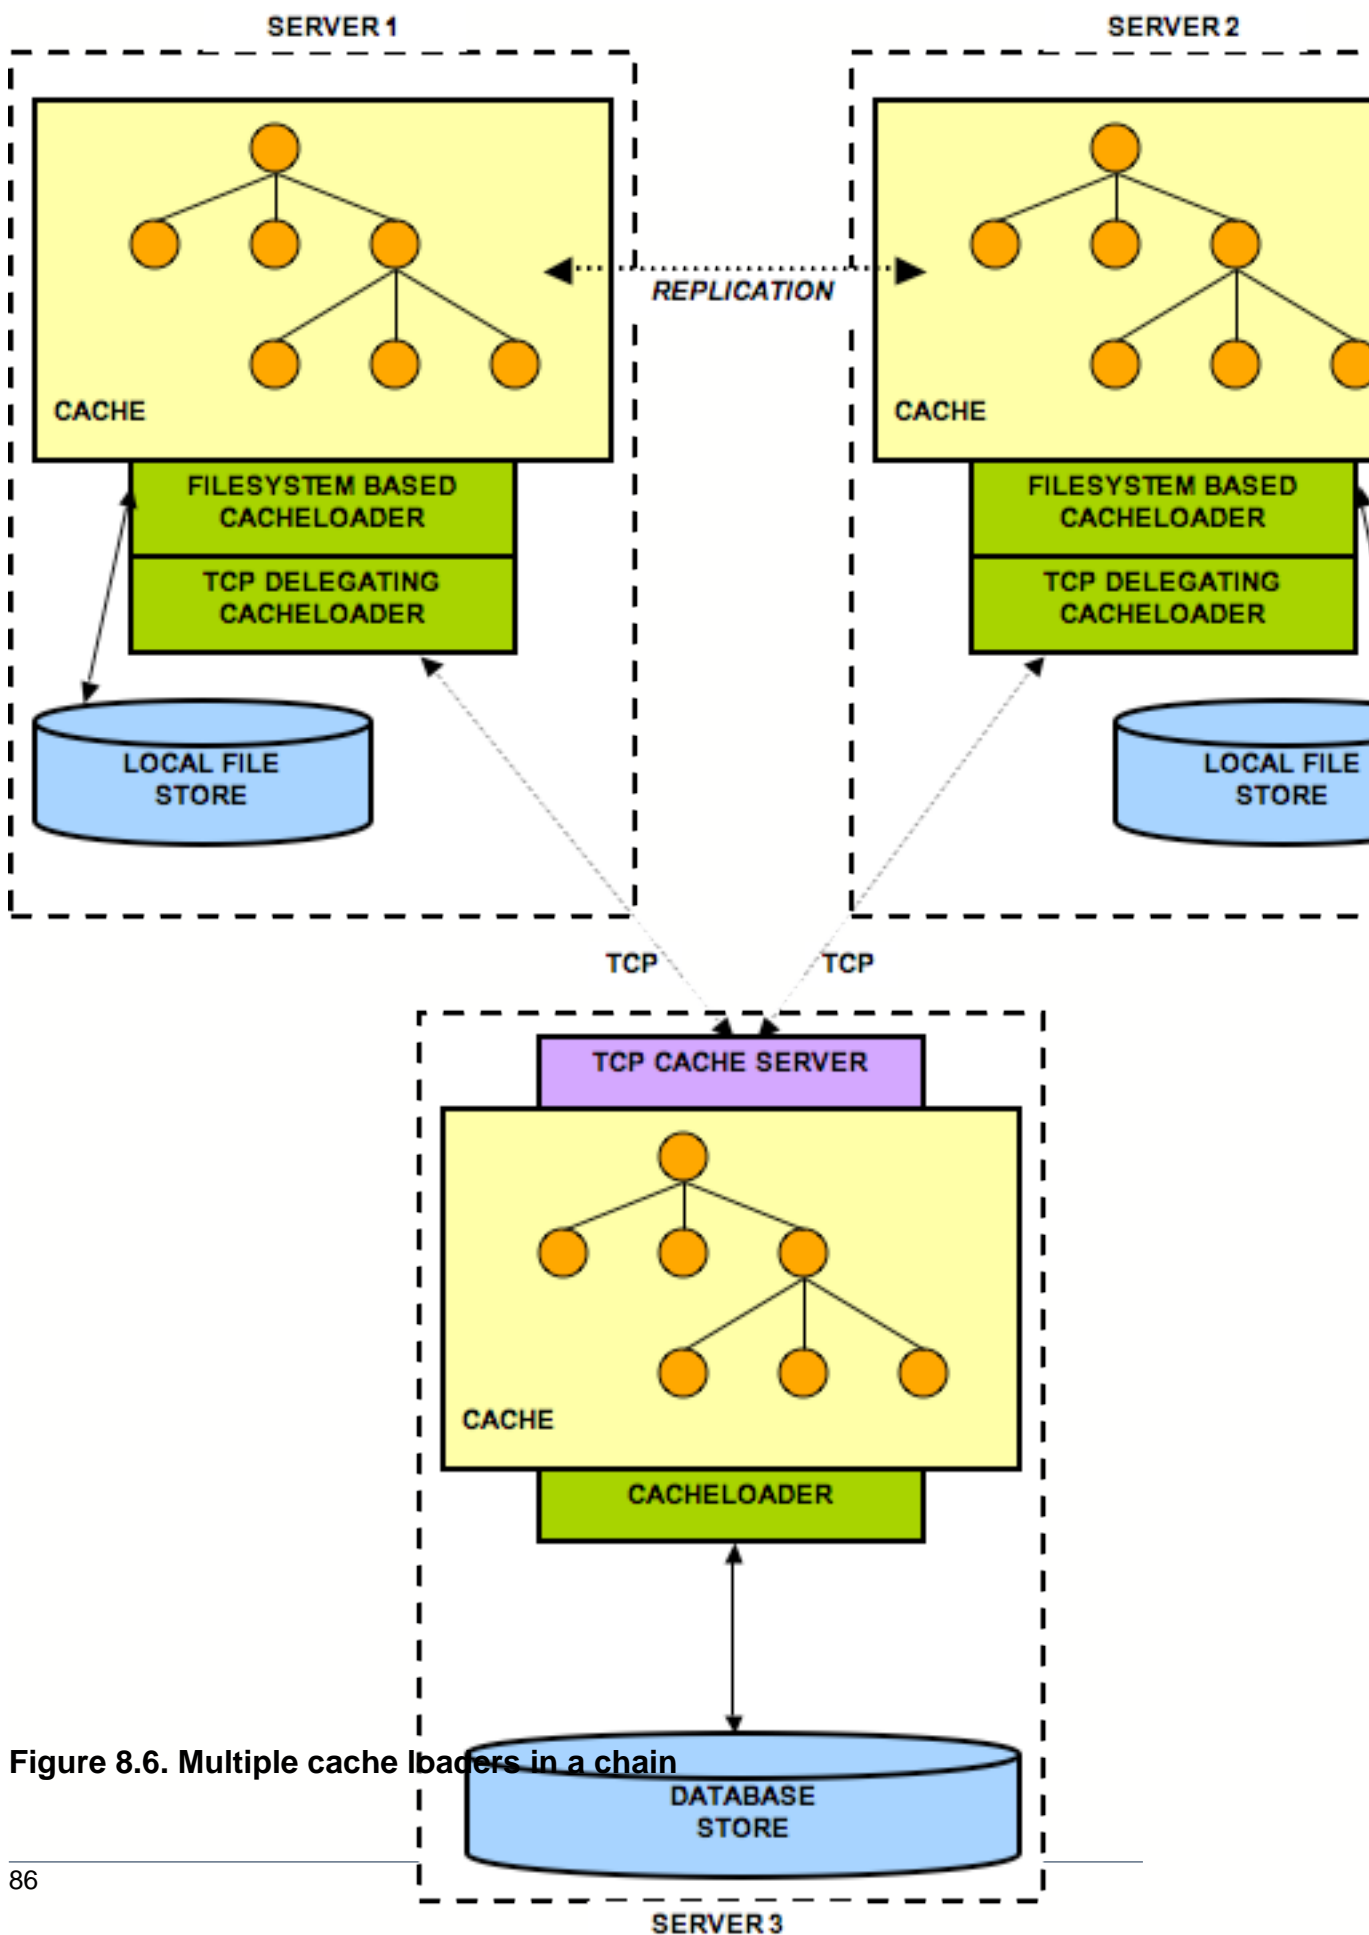 SERVER 1
SERVER 2
REPLICATION
CACHE
CACHE
FILESYSTEM BASED
CACHELOADER
TCP DELEGATING
CACHELOADER
FILESYSTEM BASED
CACHELOADER
TCP DELEGATING
CACHELOADER
LOCAL FILE
STORE
LOCAL FILE
STORE
TCP
TCP
TCP CACHE SERVER
CACHE
CACHELOADER
Figure 8.6. Multiple cache loaders in a chain
DATABASE
STORE
86
SERVER 3